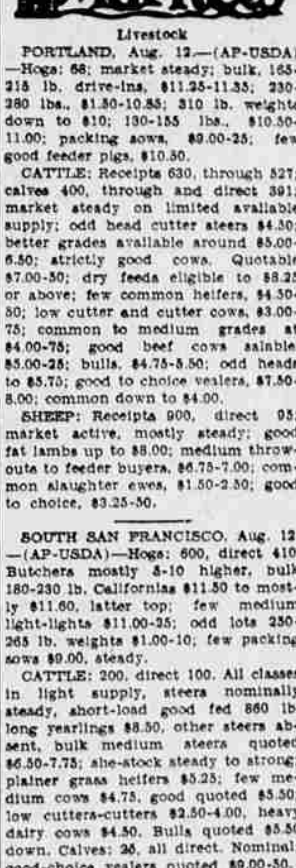 Livestock
PORTLAND, Aug. 12.—(AP-USDA)
—Hogs: 68; market steady; bulk, 165-
215 lb. drive-ins, $11.25-11.35; 230-
280 lbs., $1.50-10.85; 310 lb. weights
down to $10; 130-155 lbs., $10.50-
11.00; packing sows, $9.00-25; few
good feeder pigs, $10.50.
CATTLE: Receipts 630, through 527;
calves 400, through and direct 391;
market steady on limited available
supply; odd head cutter steers $4.50;
better grades available around $5.00-
6.50; strictly good cows. Quotable
$7.00-50; dry feeds eligible to $8.25
or above; few common heifers, $4.50-
50; low cutter and cutter cows, $3.00-
75; common to medium grades at
$4.00-75; good beef cows salable
$5.00-25; bulls, $4.75-5.50; odd heads
to $5.75; good to choice vealers, $7.50-
8.00; common down to $4.00.
SHEEP: Receipts 900, direct 95;
market active, mostly steady; good
fat lambs up to $8.00; medium throw-
outs to feeder buyers, $6.75-7.00; com-
mon slaughter ewes, $1.50-2.50; good
to choice, $3.25-50.
SOUTH SAN FRANCISCO, Aug. 12
—(AP-USDA)—Hogs: 600, direct 410.
Butchers mostly 5-10 higher, bulk
180-230 lb. Californias $11.50 to most-
ly $11.60, latter top; few medium
light-lights $11.00-25; odd lots 250-
265 lb. weights $1.00-10; few packing
sows $9.00, steady.
CATTLE: 200, direct 100. All classes
in light supply, steers nominally
steady, short-load good fed 860 lb.
long yearlings $8.50, other steers ab-
sent, bulk medium steers quoted
$6.50-7.75; she-stock steady to strong;
plainer grass heifers $5.25; few me-
dium cows $4.75, good quoted $5.50;
low cutters-cutters $2.50-4.00, heavy
dairy cows $4.50. Bulls quoted $5.50
down. Calves: 26, all direct. Nominal,
good-choice vealers quoted $9.00-50.